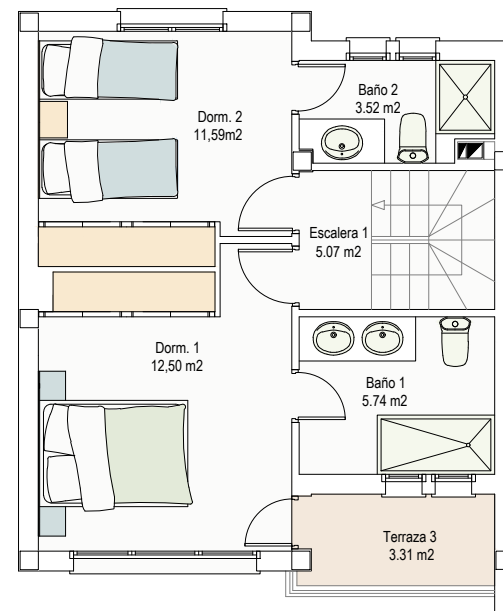 Dorm. 2
11,59m2
Baño 2
3.52 m2
Escalera 1
5.07 m2
Dorm. 1
12,50 m2
Baño 1
5.74 m2
Terraza 3
3.31 m2